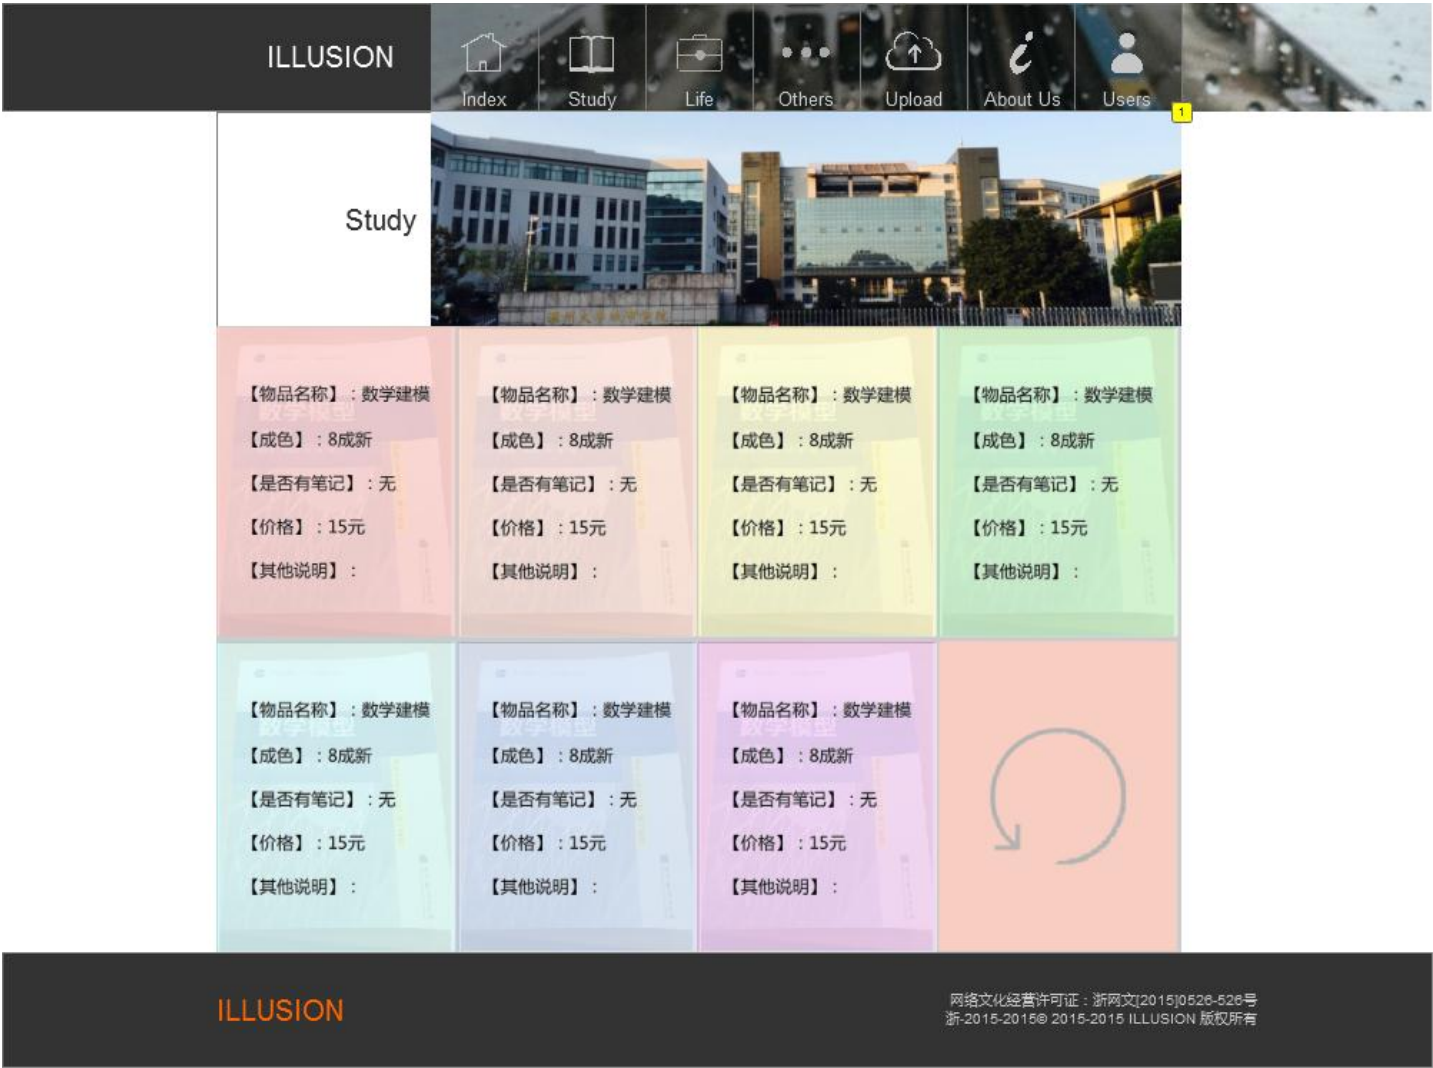 ILLUSION
Index Study Life Others Upload About Us Users
1
Study
【物品名称】：数学建模
【成色】：8成新
【是否有笔记】：无
【价格】：15元
【其他说明】：
【物品名称】：数学建模
【成色】：8成新
【是否有笔记】：无
【价格】：15元
【其他说明】：
【物品名称】：数学建模
【成色】：8成新
【是否有笔记】：无
【价格】：15元
【其他说明】：
【物品名称】：数学建模
【成色】：8成新
【是否有笔记】：无
【价格】：15元
【其他说明】：
【物品名称】：数学建模
【成色】：8成新
【是否有笔记】：无
【价格】：15元
【其他说明】：
【物品名称】：数学建模
【成色】：8成新
【是否有笔记】：无
【价格】：15元
【其他说明】：
【物品名称】：数学建模
【成色】：8成新
【是否有笔记】：无
【价格】：15元
【其他说明】：
ILLUSION
网络文化经营许可证：浙网文[2015]0526-526号
浙-2015-2015© 2015-2015 ILLUSION 版权所有